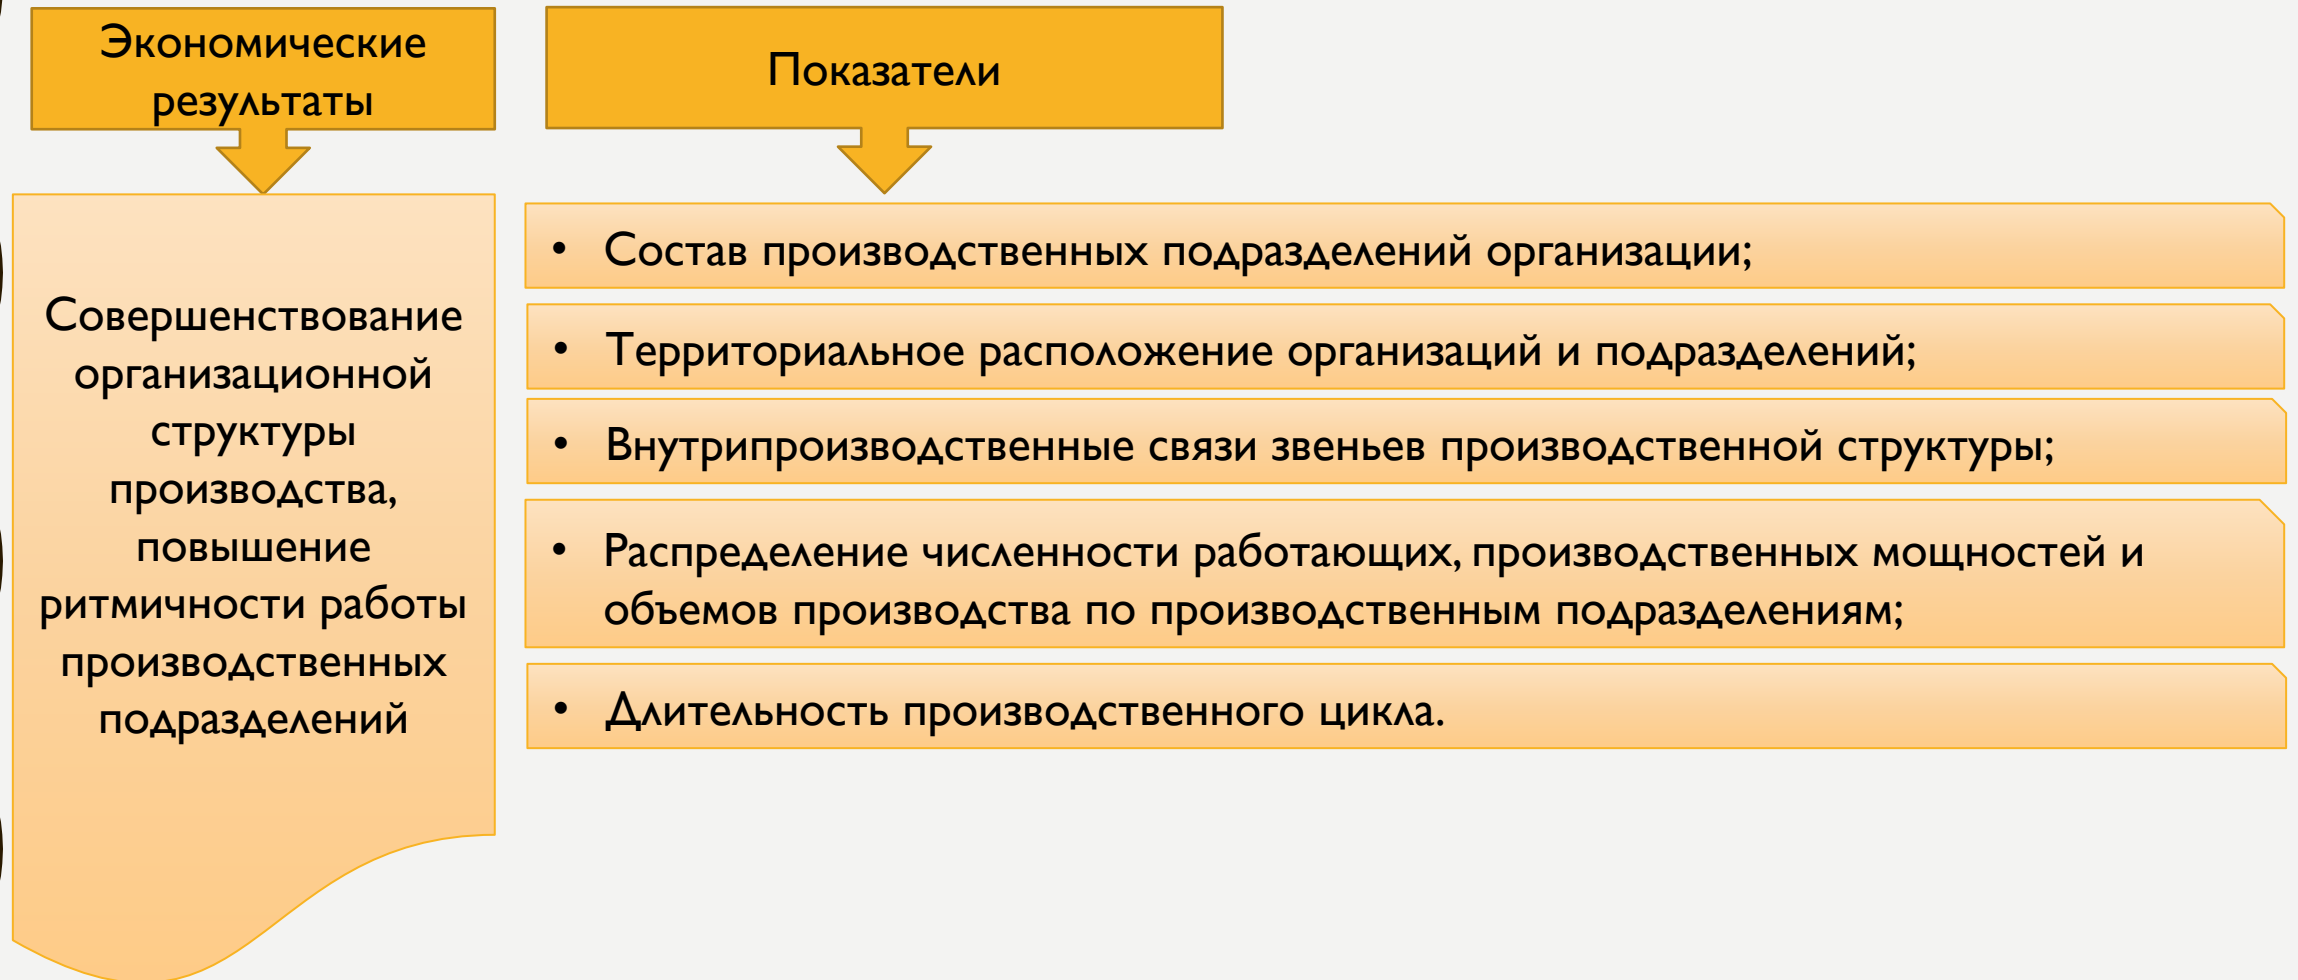 Экономические
результаты
Показатели
Совершенствование
организационной
структуры
производства,
повышение
ритмичности работы
производственных
подразделений
• Состав производственных подразделений организации;
• Территориальное расположение организаций и подразделений;
• Внутрипроизводственные связи звеньев производственной структуры;
• Распределение численности работающих, производственных мощностей и
объемов производства по производственным подразделениям;
• Длительность производственного цикла.